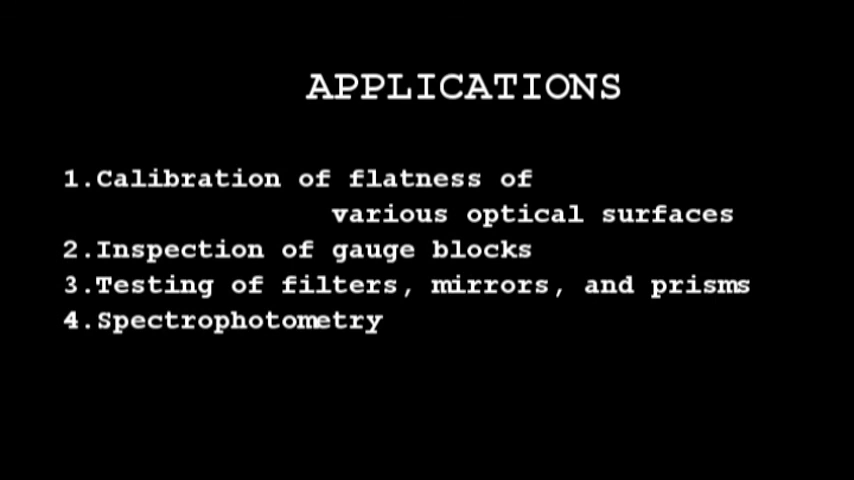 APPLICATIONS
1.Calibration of flatness of
various optical surfaces
2.Inspection of gauge blocks
3.Testing of filters, mirrors, and prisms
4.Spectrophotometry